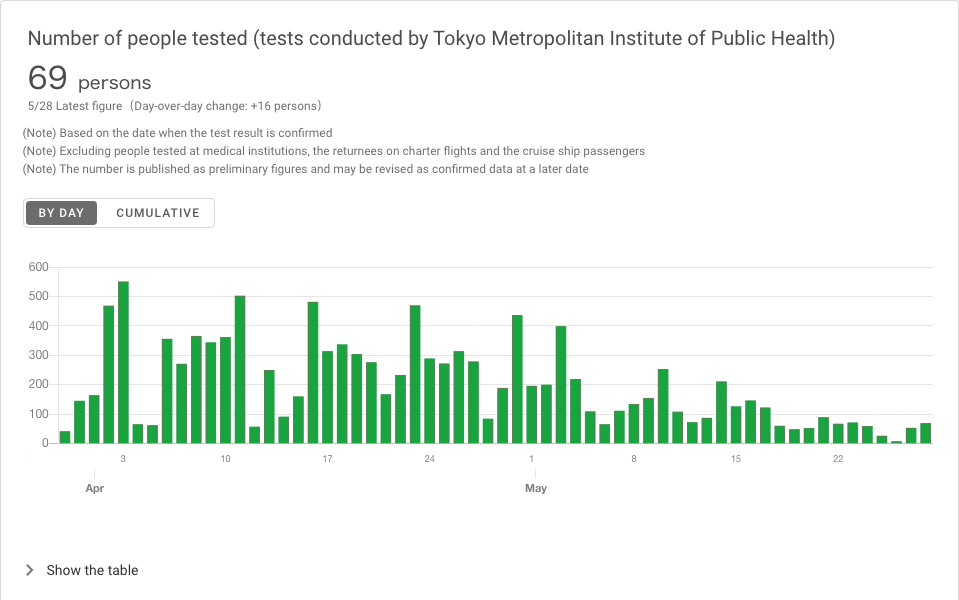 Number of people tested (tests conducted by Tokyo Metropolitan Institute of Public Health)
69 persons
5/28 Latest figure（Day-over-day change: +16 persons）
(Note) Based on the date when the test result is confirmed
(Note) Excluding people tested at medical institutions, the returnees on charter flights and the cruise ship passengers
(Note) The number is published as preliminary figures and may be revised as confirmed data at a later date
BY DAY CUMULATIVE
600
500
400
300
200
100
0
3 10 17 24 1 8 15 22
Apr May
Show the table